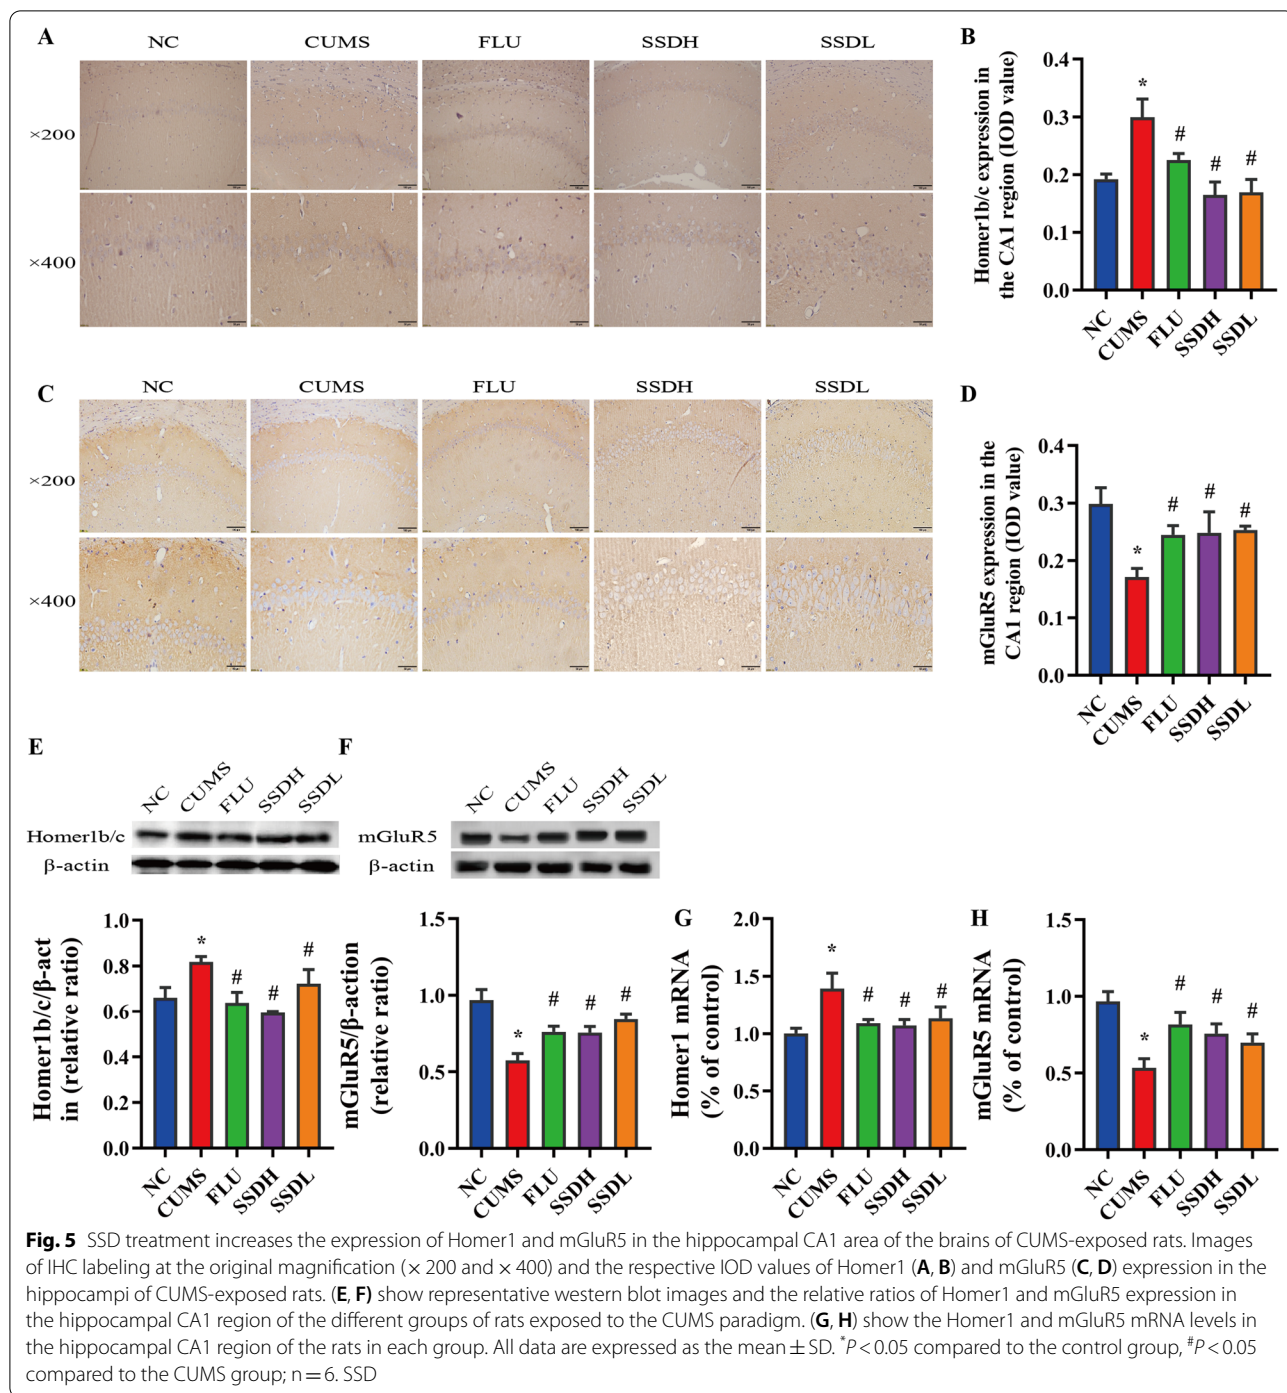 A
NC CUMS FLU SSDH SSDL
×200
×400
B
Homer1b/c expression in
the CA1 region (IOD value)
0.4
0.3
0.2
0.1
0.0
* # # #
NC CUMS FLU SSDH SSDL
C
NC CUMS FLU SSDH SSDL
×200
×400
D
mGluR5 expression in the
CA1 region (IOD value)
0.4
0.3
0.2
0.1
0.0
* # # #
NC CUMS FLU SSDH SSDL
E
NC CUMS FLU SSDH SSDL
Homer1b/c
β-actin
Homer1b/c/β-act
in (relative ratio)
1.0
0.8
0.6
0.4
0.2
0.0
* # # #
NC CUMS FLU SSDH SSDL
F
NC CUMS FLU SSDH SSDL
mGluR5
β-actin
mGluR5/β-action
(relative ratio)
1.5
1.0
0.5
0.0
* # # #
NC CUMS FLU SSDH SSDL
G
Homer1 mRNA
(% of control)
2.0
1.5
1.0
0.5
0.0
* # # #
NC CUMS FLU SSDH SSDL
H
mGluR5 mRNA
(% of control)
1.5
1.0
0.5
0.0
* # # #
NC CUMS FLU SSDH SSDL
Fig. 5 SSD treatment increases the expression of Homer1 and mGluR5 in the hippocampal CA1 area of the brains of CUMS-exposed rats. Images
of IHC labeling at the original magnification (× 200 and × 400) and the respective IOD values of Homer1 (A, B) and mGluR5 (C, D) expression in the
hippocampi of CUMS-exposed rats. (E, F) show representative western blot images and the relative ratios of Homer1 and mGluR5 expression in
the hippocampal CA1 region of the different groups of rats exposed to the CUMS paradigm. (G, H) show the Homer1 and mGluR5 mRNA levels in
the hippocampal CA1 region of the rats in each group. All data are expressed as the mean ± SD. *P < 0.05 compared to the control group, #P < 0.05
compared to the CUMS group; n = 6. SSD